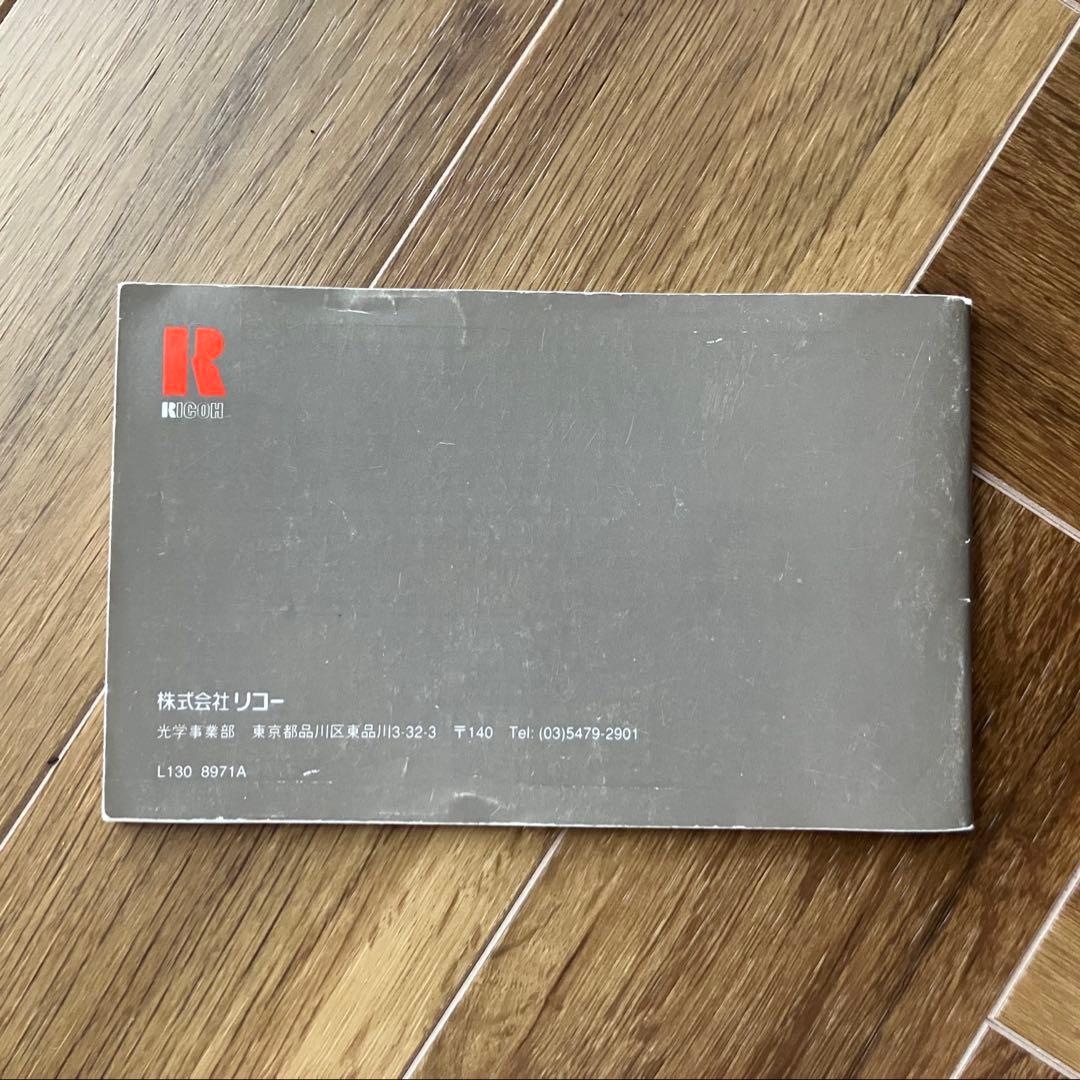 R
RICOH
株式会社 リコー
光学事業部 東京都品川区東品川3-32-3 〒140 Tel: (03)5479-2901
L130 8971A